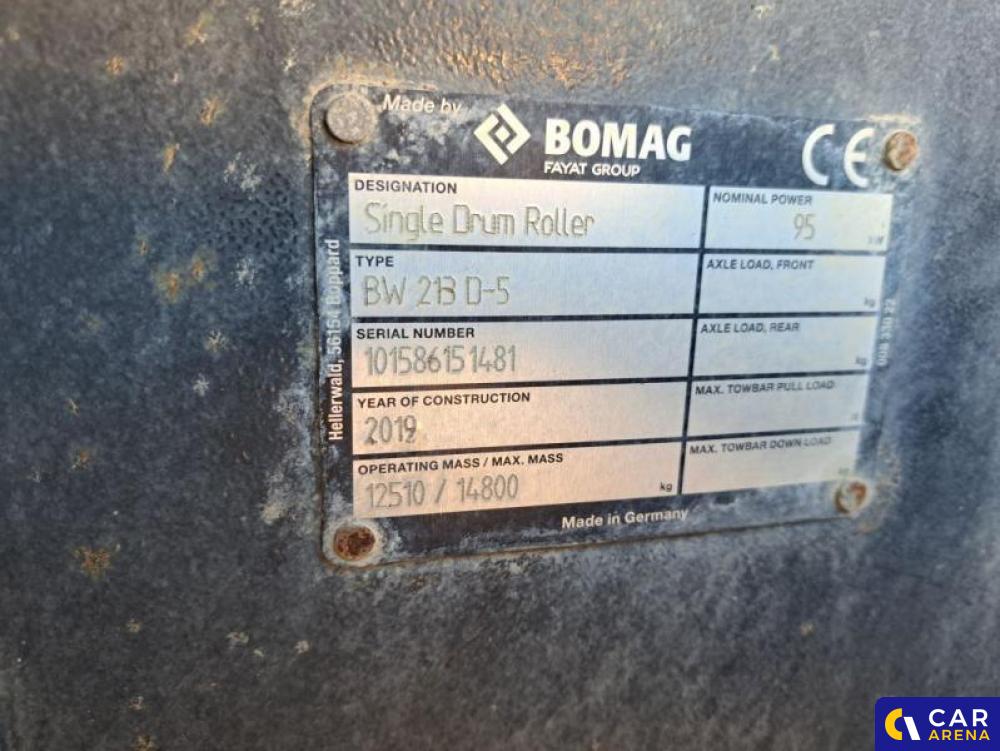 Made by
BOMAG
FAYAT GROUP
CE
DESIGNATION
Single Drum Roller
NOMINAL POWER
95 kW
TYPE
BW 213 D-5
AXLE LOAD, FRONT
kg
SERIAL NUMBER
101586151481
AXLE LOAD, REAR
kg
YEAR OF CONSTRUCTION
2019
MAX. TOWBAR PULL LOAD
OPERATING MASS / MAX. MASS
12510 / 14800 kg
MAX. TOWBAR DOWN LOAD
kg
Made in Germany
Hellerwald, 56154 Boppard
CAR
ARENA